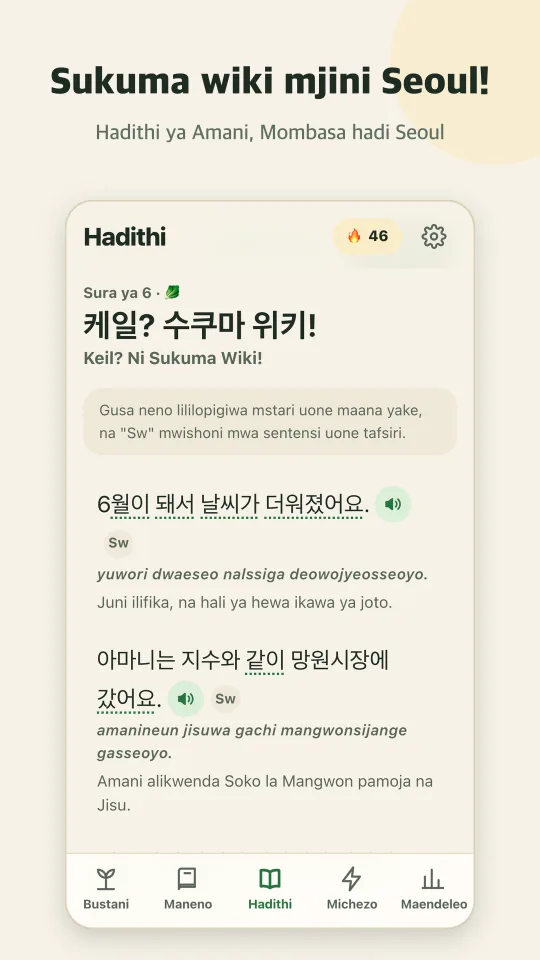 Sukuma wiki mjini Seoul!
Hadithi ya Amani, Mombasa hadi Seoul
Hadithi
🔥 46
Sura ya 6 · 🥬
케일? 수쿠마 위키!
Keil? Ni Sukuma Wiki!
Gusa neno lililopigiwa mstari uone maana yake,
na "Sw" mwishoni mwa sentensi uone tafsiri.
6월이 돼서 날씨가 더워졌어요.
Sw
yuwori dwaeseo nalssiga deowojyeosseoyo.
Juni ilifika, na hali ya hewa ikawa ya joto.
아마니는 지수와 같이 망원시장에
갔어요. Sw
amanineun jisuwa gachi mangwonsijange
gasseoyo.
Amani alikwenda Soko la Mangwon pamoja na
Jisu.
Bustani Maneno Hadithi Michezo Maendeleo